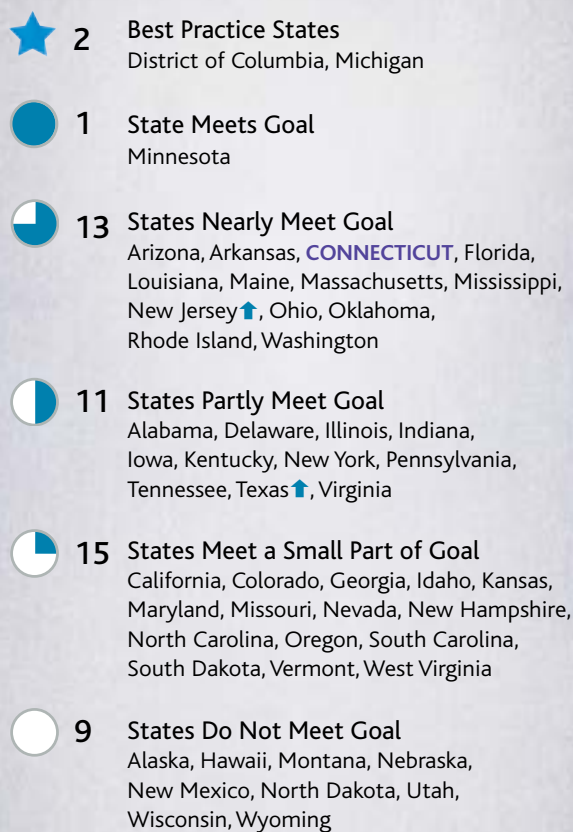 2 Best Practice States
District of Columbia, Michigan
1 State Meets Goal
Minnesota
13 States Nearly Meet Goal
Arizona, Arkansas, CONNECTICUT, Florida,
Louisiana, Maine, Massachusetts, Mississippi,
New Jersey⬆, Ohio, Oklahoma,
Rhode Island, Washington
11 States Partly Meet Goal
Alabama, Delaware, Illinois, Indiana,
Iowa, Kentucky, New York, Pennsylvania,
Tennessee, Texas⬆, Virginia
15 States Meet a Small Part of Goal
California, Colorado, Georgia, Idaho, Kansas,
Maryland, Missouri, Nevada, New Hampshire,
North Carolina, Oregon, South Carolina,
South Dakota, Vermont, West Virginia
9 States Do Not Meet Goal
Alaska, Hawaii, Montana, Nebraska,
New Mexico, North Dakota, Utah,
Wisconsin, Wyoming